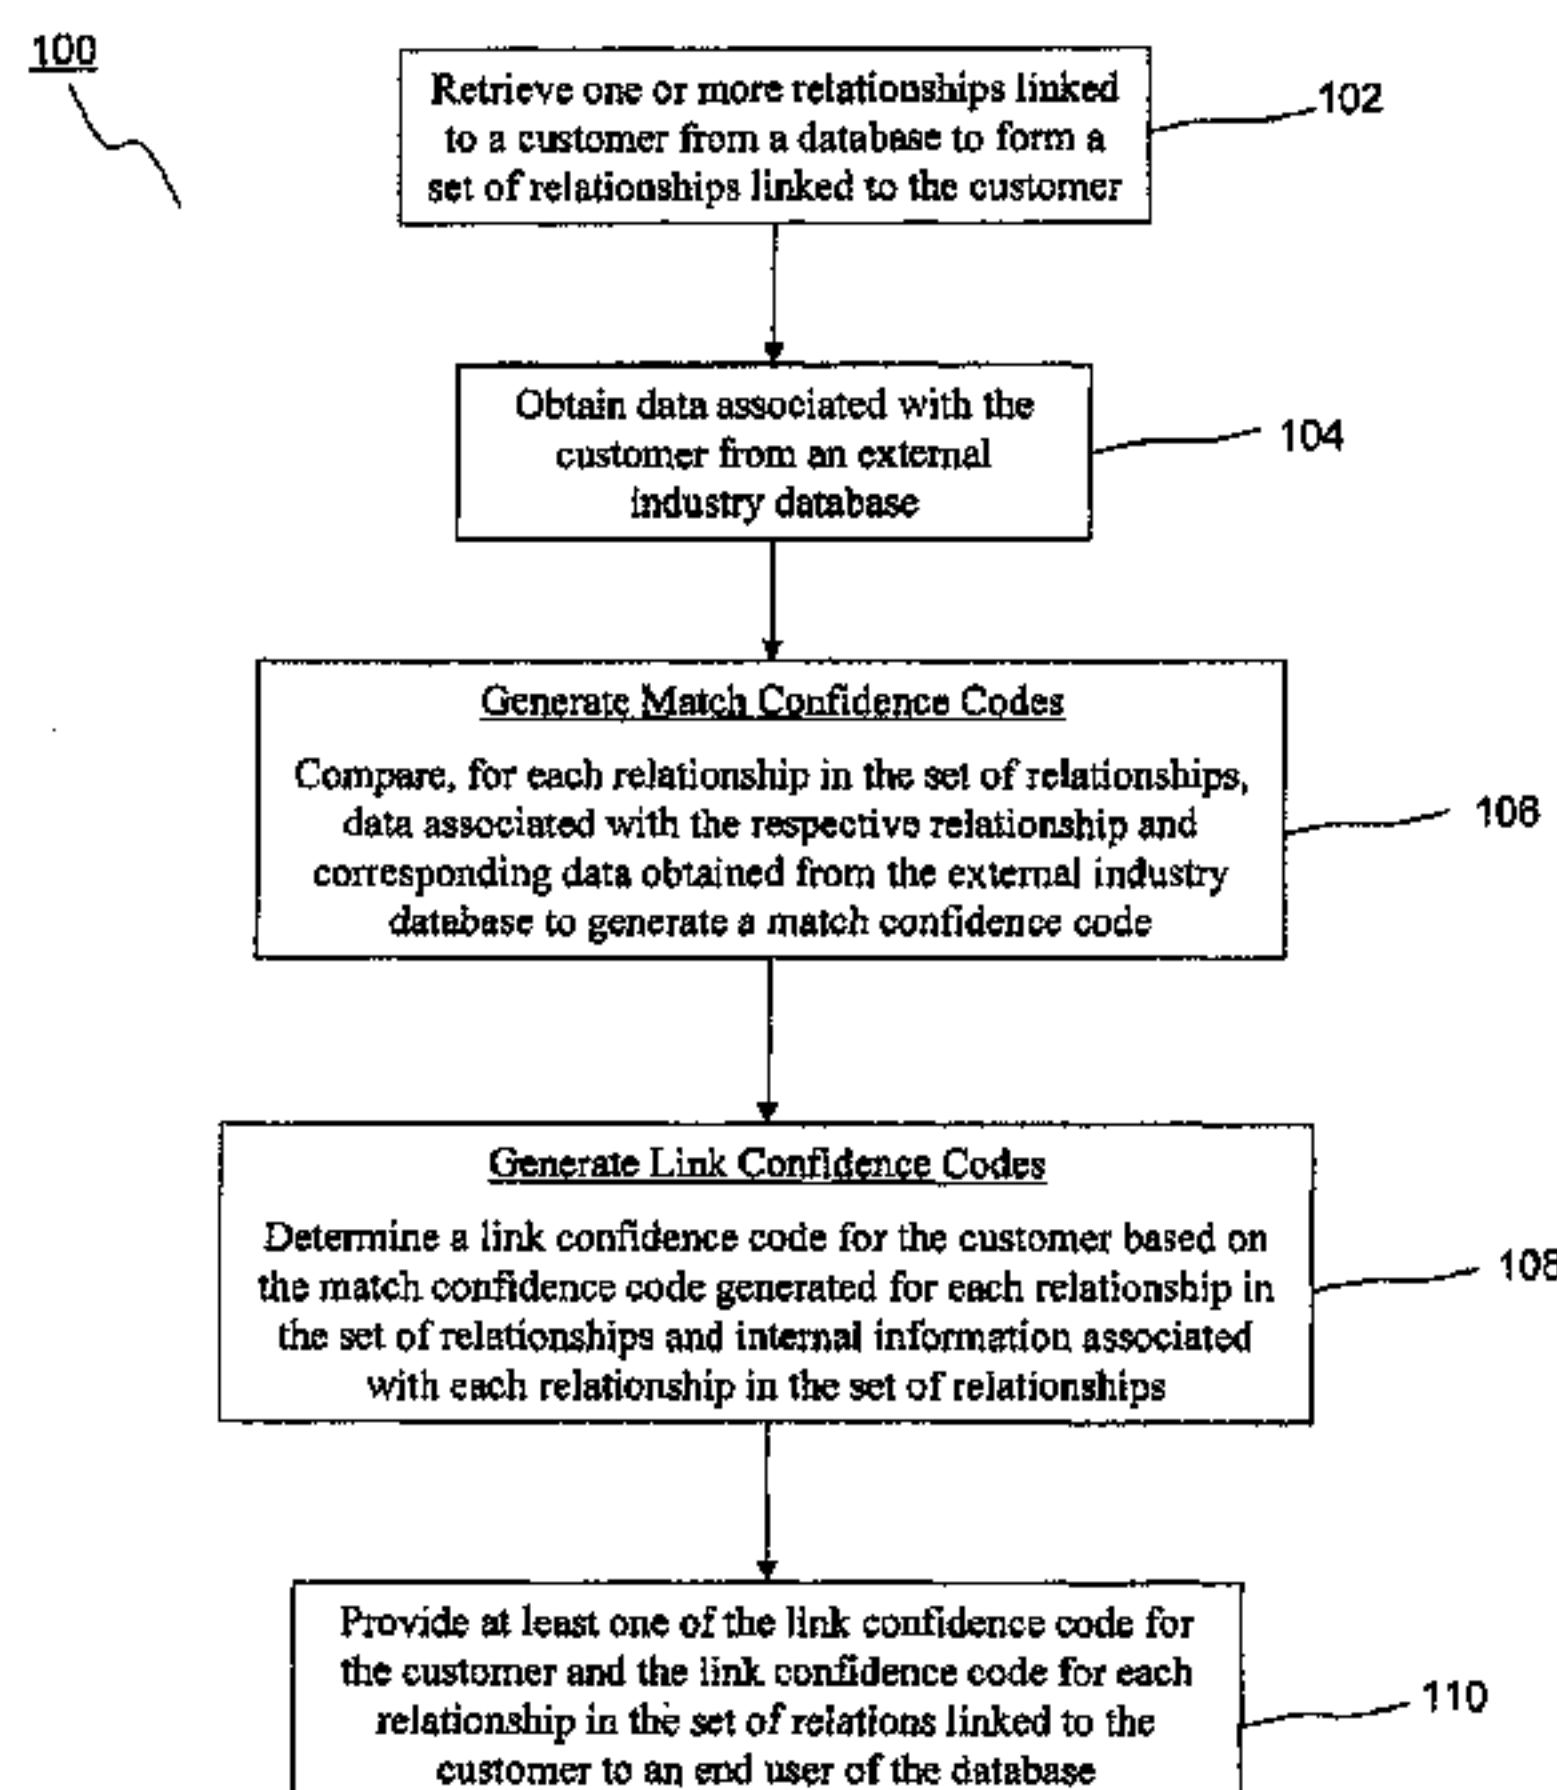 100
Retrieve one or more relationships linked
to a customer from a database to form a
set of relationships linked to the customer
102
Obtain data associated with the
customer from an external
industry database
104
Generate Match Confidence Codes
Compare, for each relationship in the set of relationships,
data associated with the respective relationship and
corresponding data obtained from the external industry
database to generate a match confidence code
106
Generate Link Confidence Codes
Determine a link confidence code for the customer based on
the match confidence code generated for each relationship in
the set of relationships and internal information associated
with each relationship in the set of relationships
108
Provide at least one of the link confidence code for
the customer and the link confidence code for each
relationship in the set of relations linked to the
customer to an end user of the database
110